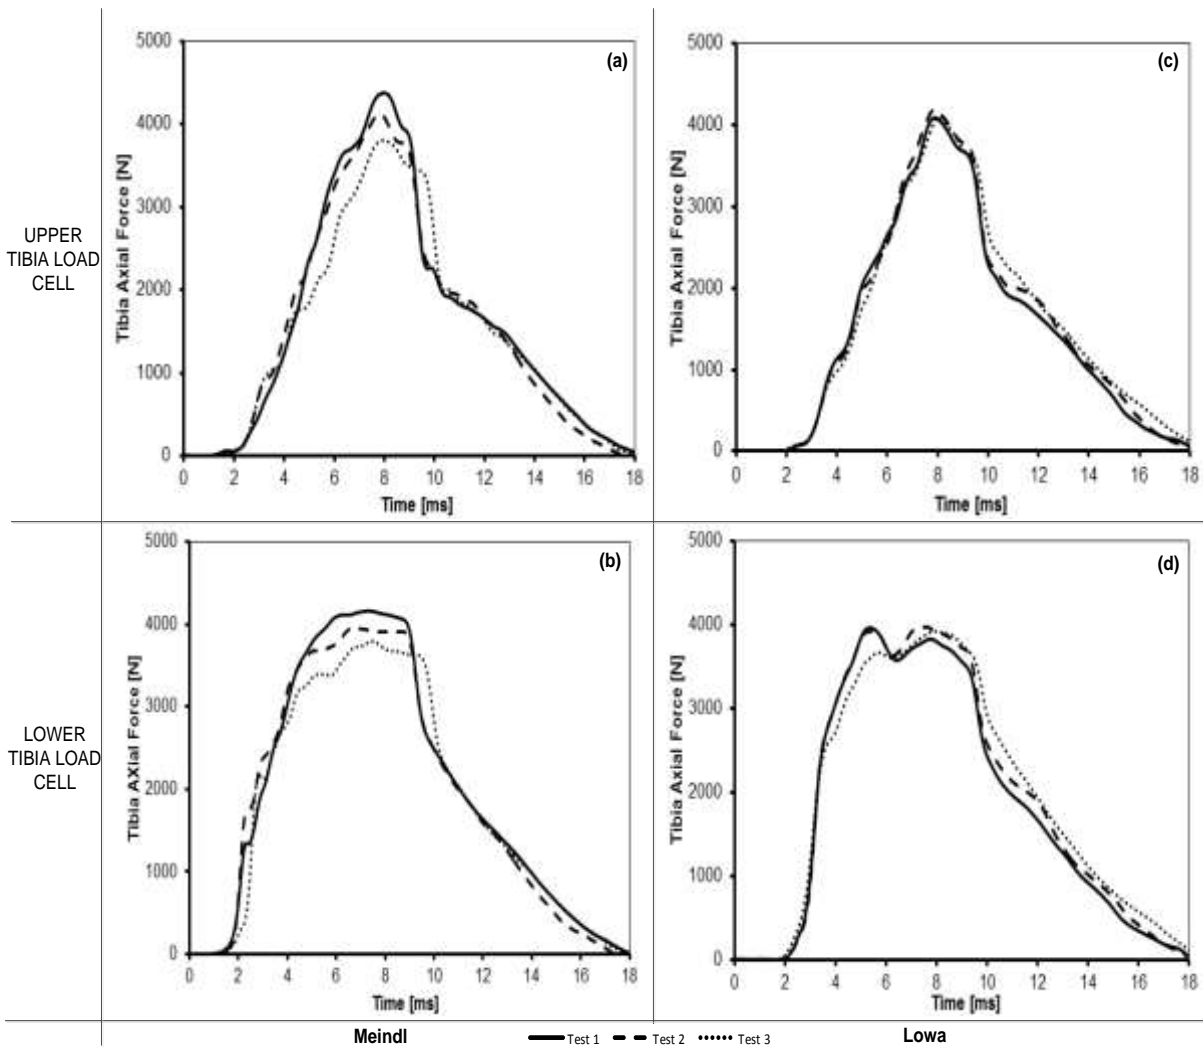 UPPER
TIBIA LOAD
CELL
Tibia Axial Force [N]
5000
4000
3000
2000
1000
0
(a)
0 2 4 6 8 10 12 14 16 18
Time [ms]
Tibia Axial Force [N]
5000
4000
3000
2000
1000
0
(c)
0 2 4 6 8 10 12 14 16 18
Time [ms]
LOWER
TIBIA LOAD
CELL
Tibia AXial Force [N]
5000
4000
3000
2000
1000
0
(b)
0 2 4 6 8 10 12 14 16 18
Time [ms]
Tibia Axial Force [N]
5000
4000
3000
2000
1000
0
(d)
0 2 4 6 8 10 12 14 16 18
Time [ms]
Meindl
Test 1 Test 2 Test 3
Lowa